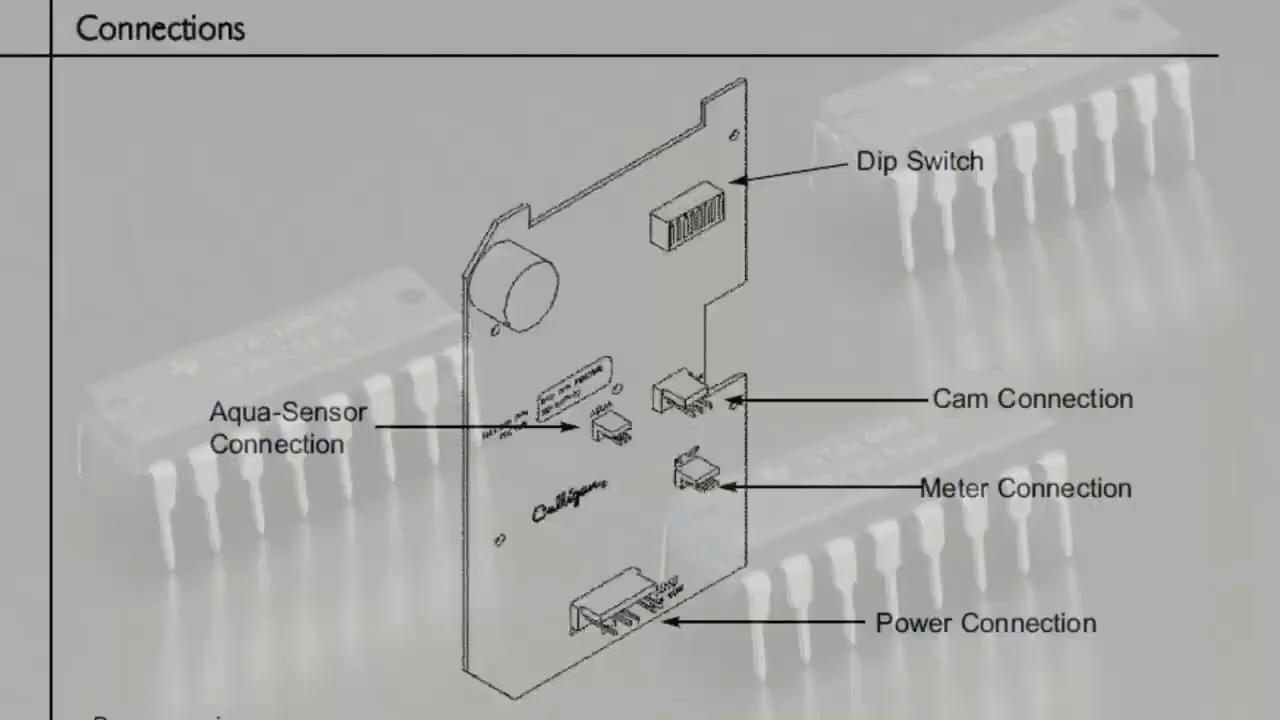 Connections
Dip Switch
Cam Connection
Aqua-Sensor
Connection
Meter Connection
Culligan
Power Connection